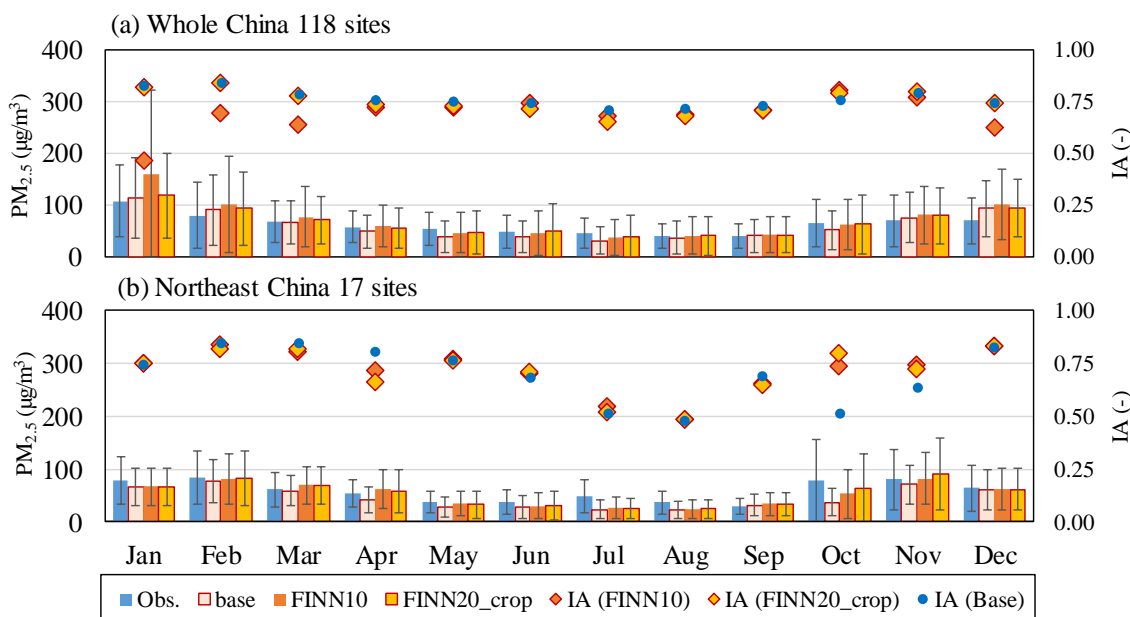 (a) Whole China 118 sites
400
300
200
100
0
PM2.5 (μg/m³)
1.00
0.75
0.50
0.25
0.00
IA (-)
(b) Northeast China 17 sites
400
300
200
100
0
PM2.5 (μg/m³)
1.00
0.75
0.50
0.25
0.00
IA (-)
Jan Feb Mar Apr May Jun Jul Aug Sep Oct Nov Dec
Obs. base FINN10 FINN20_crop IA (FINN10) IA (FINN20_crop) IA (Base)